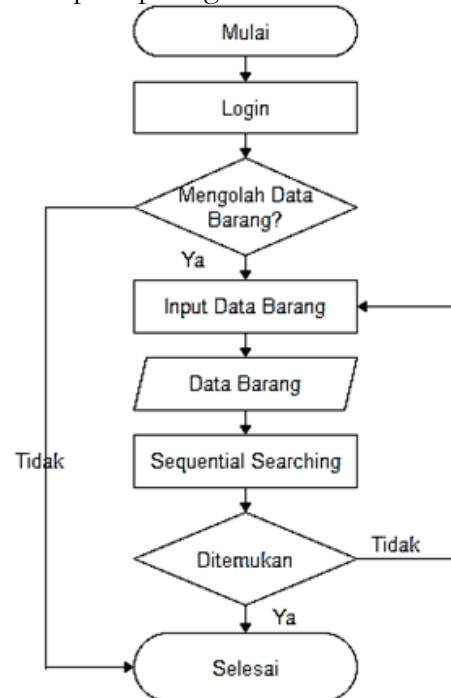 Mulai
Login
Mengolah Data
Barang?
Ya
Input Data Barang
Data Barang
Tidak
Sequential Searching
Ditemukan
Tidak
Ya
Selesai